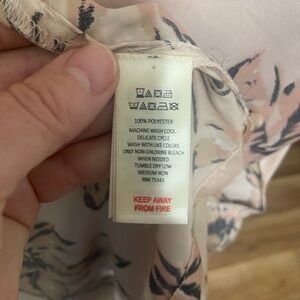 100% POLYESTER
MACHINE WASH COOL
DELICATE CYCLE
WASH WITH LIKE COLORS
ONLY NON-CHLORINE BLEACH
WHEN NEEDED
TUMBLE DRY LOW
MEDIUM IRON
RN# 75343
KEEP AWAY
FROM FIRE